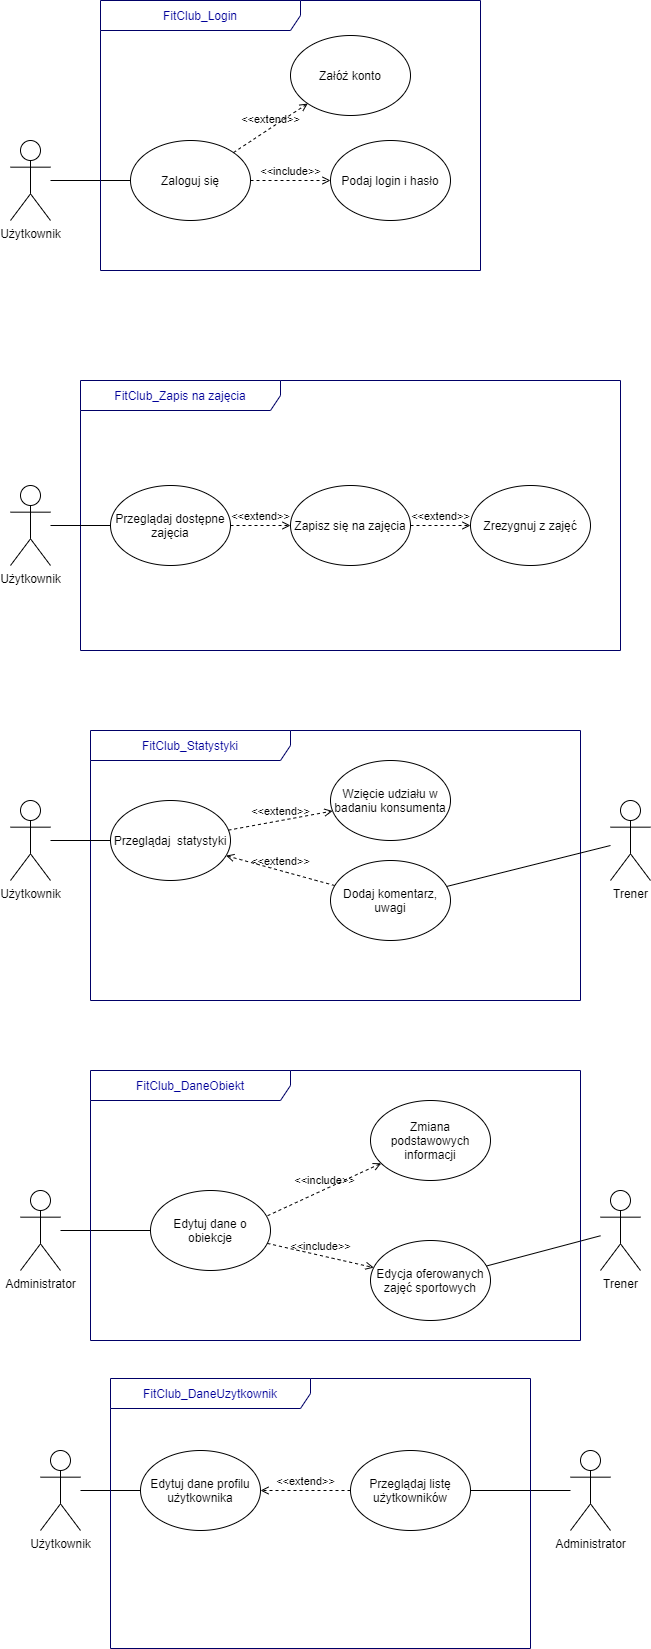 FitClub_Login
Załóż konto
<<extend>>
Zaloguj się
<<include>>
Podaj login i hasło
Użytkownik
FitClub_Zapis na zajęcia
Przeglądaj dostępne
zajęcia
<<extend>>
Zapisz się na zajęcia
<<extend>>
Zrezygnuj z zajęć
Użytkownik
FitClub_Statystyki
Wzięcie udziału w
badaniu konsumenta
<<extend>>
Przeglądaj statystyki
<<extend>>
Dodaj komentarz,
uwagi
Użytkownik
Trener
FitClub_DaneObiekt
Zmiana
podstawowych
informacji
<<include>>
Edytuj dane o
obiekcje
<<include>>
Edycja oferowanych
zajęć sportowych
Administrator
Trener
FitClub_DaneUzytkownik
Edytuj dane profilu
użytkownika
<<extend>>
Przeglądaj listę
użytkowników
Użytkownik
Administrator